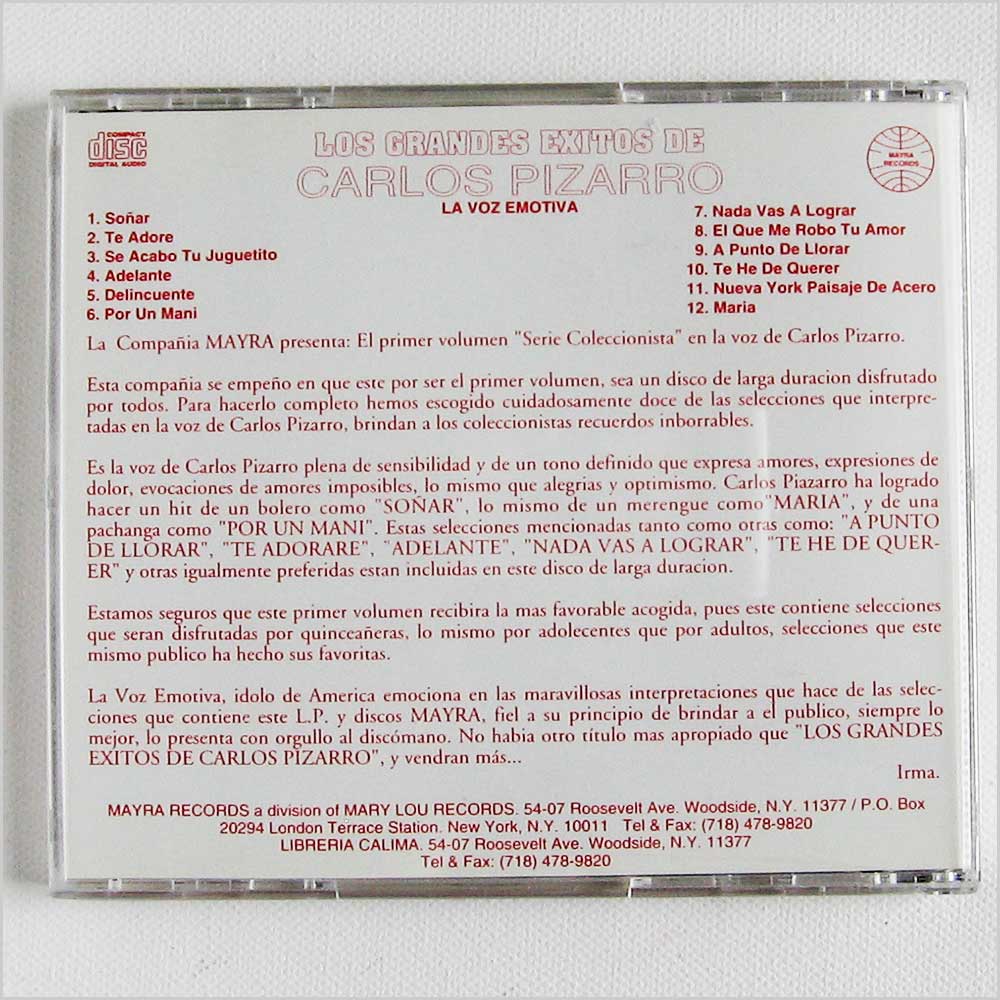 COMPACT
disc
DIGITAL AUDIO
LOS GRANDES EXITOS DE
CARLOS PIZARRO
LA VOZ EMOTIVA
MAYRA
RECORDS
1. Soñar
2. Te Adore
3. Se Acabo Tu Juguetito
4. Adelante
5. Delincuente
6. Por Un Mani
7. Nada Vas A Lograr
8. El Que Me Robo Tu Amor
9. A Punto De Llorar
10. Te He De Querer
11. Nueva York Paisaje De Acero
12. Maria
La Compañia MAYRA presenta: El primer volumen "Serie Coleccionista" en la voz de Carlos Pizarro.
Esta compañia se empeño en que este por ser el primer volumen, sea un disco de larga duracion disfrutado
por todos. Para hacerlo completo hemos escogido cuidadosamente doce de las selecciones que interpre-
tadas en la voz de Carlos Pizarro, brindan a los coleccionistas recuerdos inborrables.
Es la voz de Carlos Pizarro plena de sensibilidad y de un tono definido que expresa amores, expresiones de
dolor, evocaciones de amores imposibles, lo mismo que alegrias y optimismo. Carlos Piazarro ha logrado
hacer un hit de un bolero como "SOÑAR", lo mismo de un merengue como"MARIA", y de una
pachanga como "POR UN MANI". Estas selecciones mencionadas tanto como otras como: "A PUNTO
DE LLORAR", "TE ADORARE", "ADELANTE", "NADA VAS A LOGRAR", "TE HE DE QUER-
ER" y otras igualmente preferidas estan incluidas en este disco de larga duracion.
Estamos seguros que este primer volumen recibira la mas favorable acogida, pues este contiene selecciones
que seran disfrutadas por quinceañeras, lo mismo por adolecentes que por adultos, selecciones que este
mismo publico ha hecho sus favoritas.
La Voz Emotiva, idolo de America emociona en las maravillosas interpretaciones que hace de las selec-
ciones que contiene este L.P. y discos MAYRA, fiel a su principio de brindar a el publico, siempre lo
mejor, lo presenta con orgullo al discómano. No habia otro título mas apropiado que "LOS GRANDES
EXITOS DE CARLOS PIZARRO", y vendran más...
Irma.
MAYRA RECORDS a division of MARY LOU RECORDS. 54-07 Roosevelt Ave. Woodside, N.Y. 11377 / P.O. Box
20294 London Terrace Station. New York, N.Y. 10011 Tel & Fax: (718) 478-9820
LIBRERIA CALIMA. 54-07 Roosevelt Ave. Woodside, N.Y. 11377
Tel & Fax: (718) 478-9820